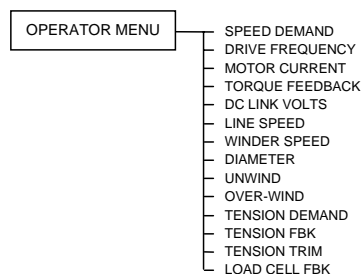 OPERATOR MENU
SPEED DEMAND
DRIVE FREQUENCY
MOTOR CURRENT
TORQUE FEEDBACK
DC LINK VOLTS
LINE SPEED
WINDER SPEED
DIAMETER
UNWIND
OVER-WIND
TENSION DEMAND
TENSION FBK
TENSION TRIM
LOAD CELL FBK